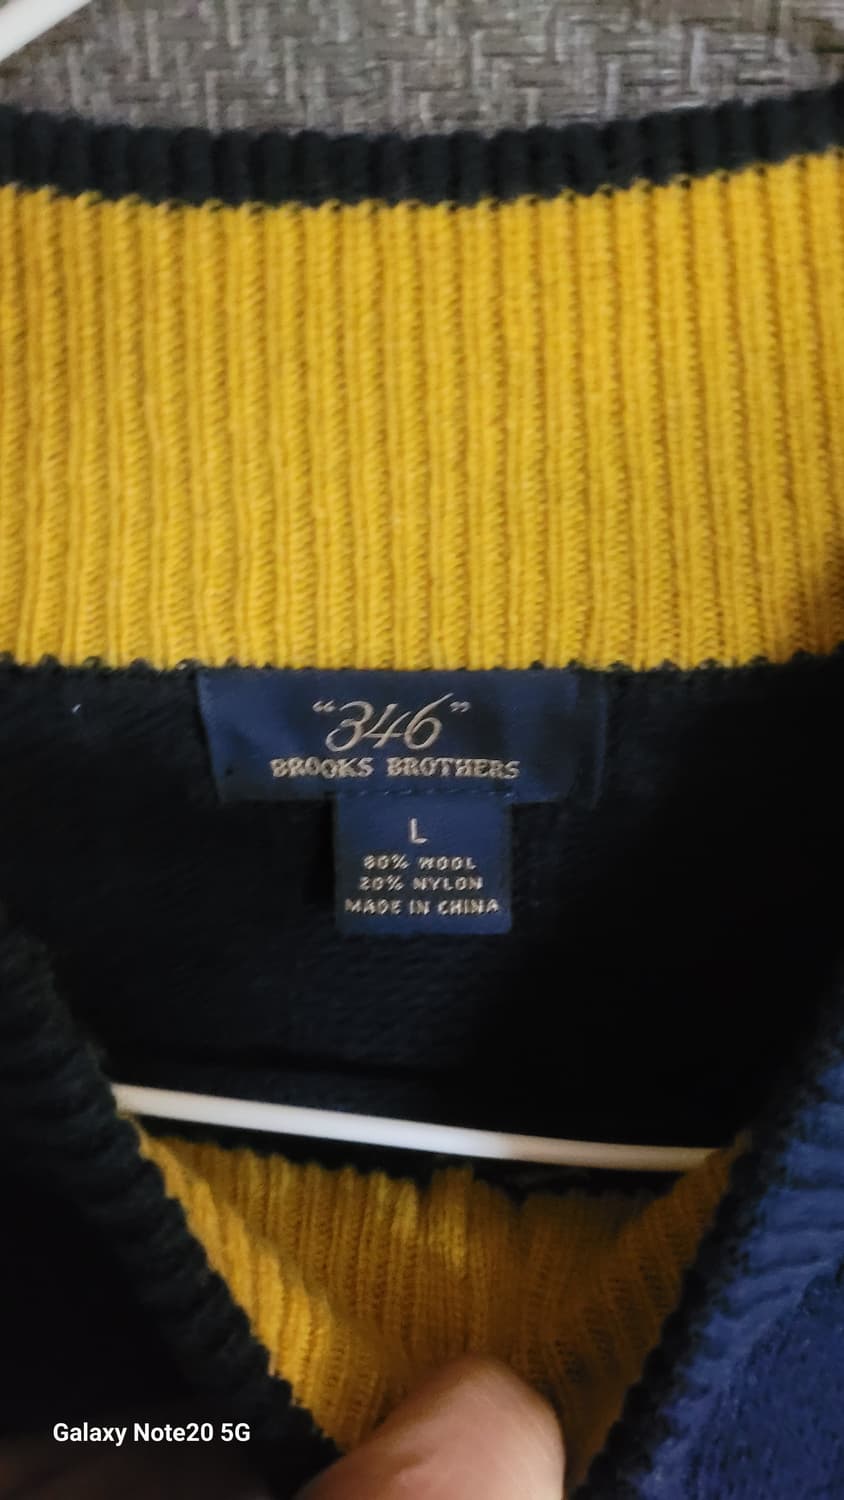 “346”
BROOKS BROTHERS
L
80% WOOL
20% NYLON
MADE IN CHINA
Galaxy Note20 5G